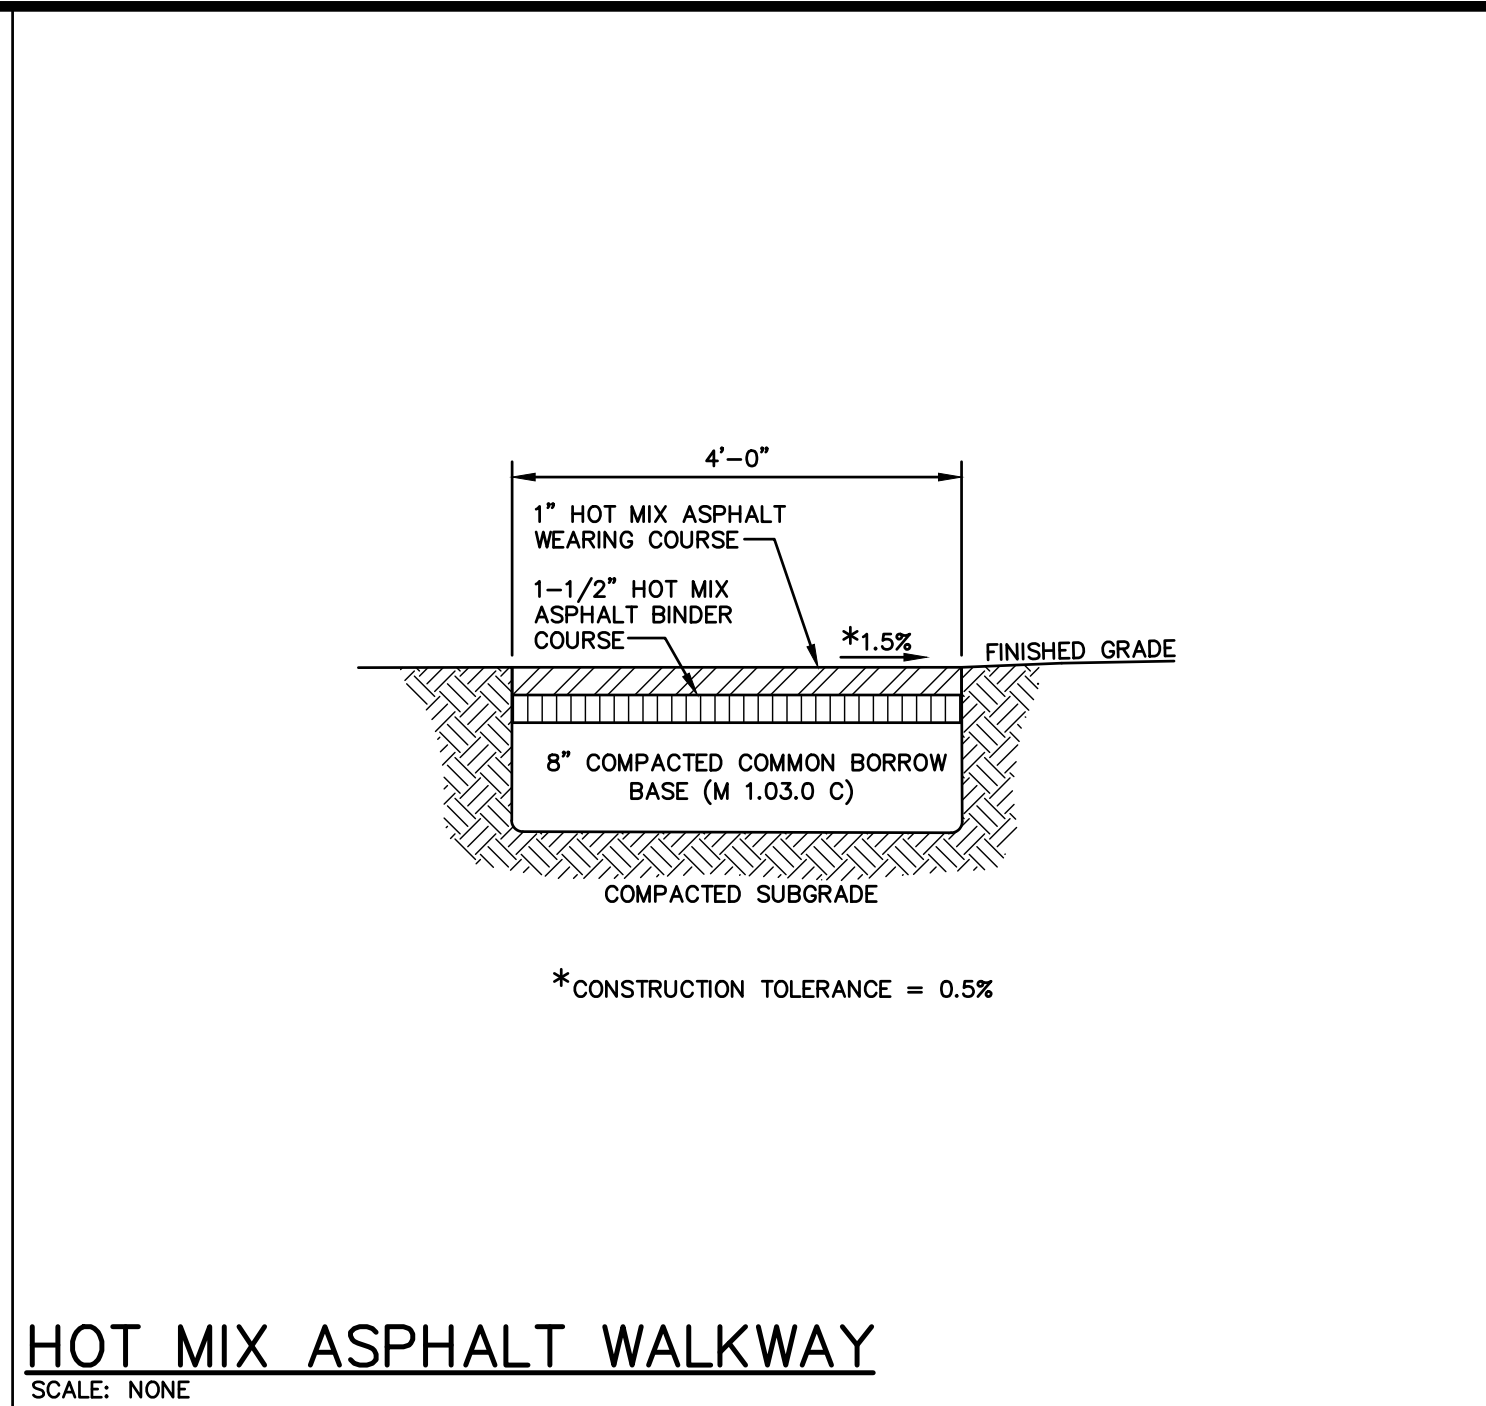 4'-0"
1" HOT MIX ASPHALT
WEARING COURSE
1-1/2" HOT MIX
ASPHALT BINDER
COURSE
*1.5%
FINISHED GRADE
8" COMPACTED COMMON BORROW
BASE (M 1.03.0 C)
COMPACTED SUBGRADE
*CONSTRUCTION TOLERANCE = 0.5%
HOT MIX ASPHALT WALKWAY
SCALE: NONE